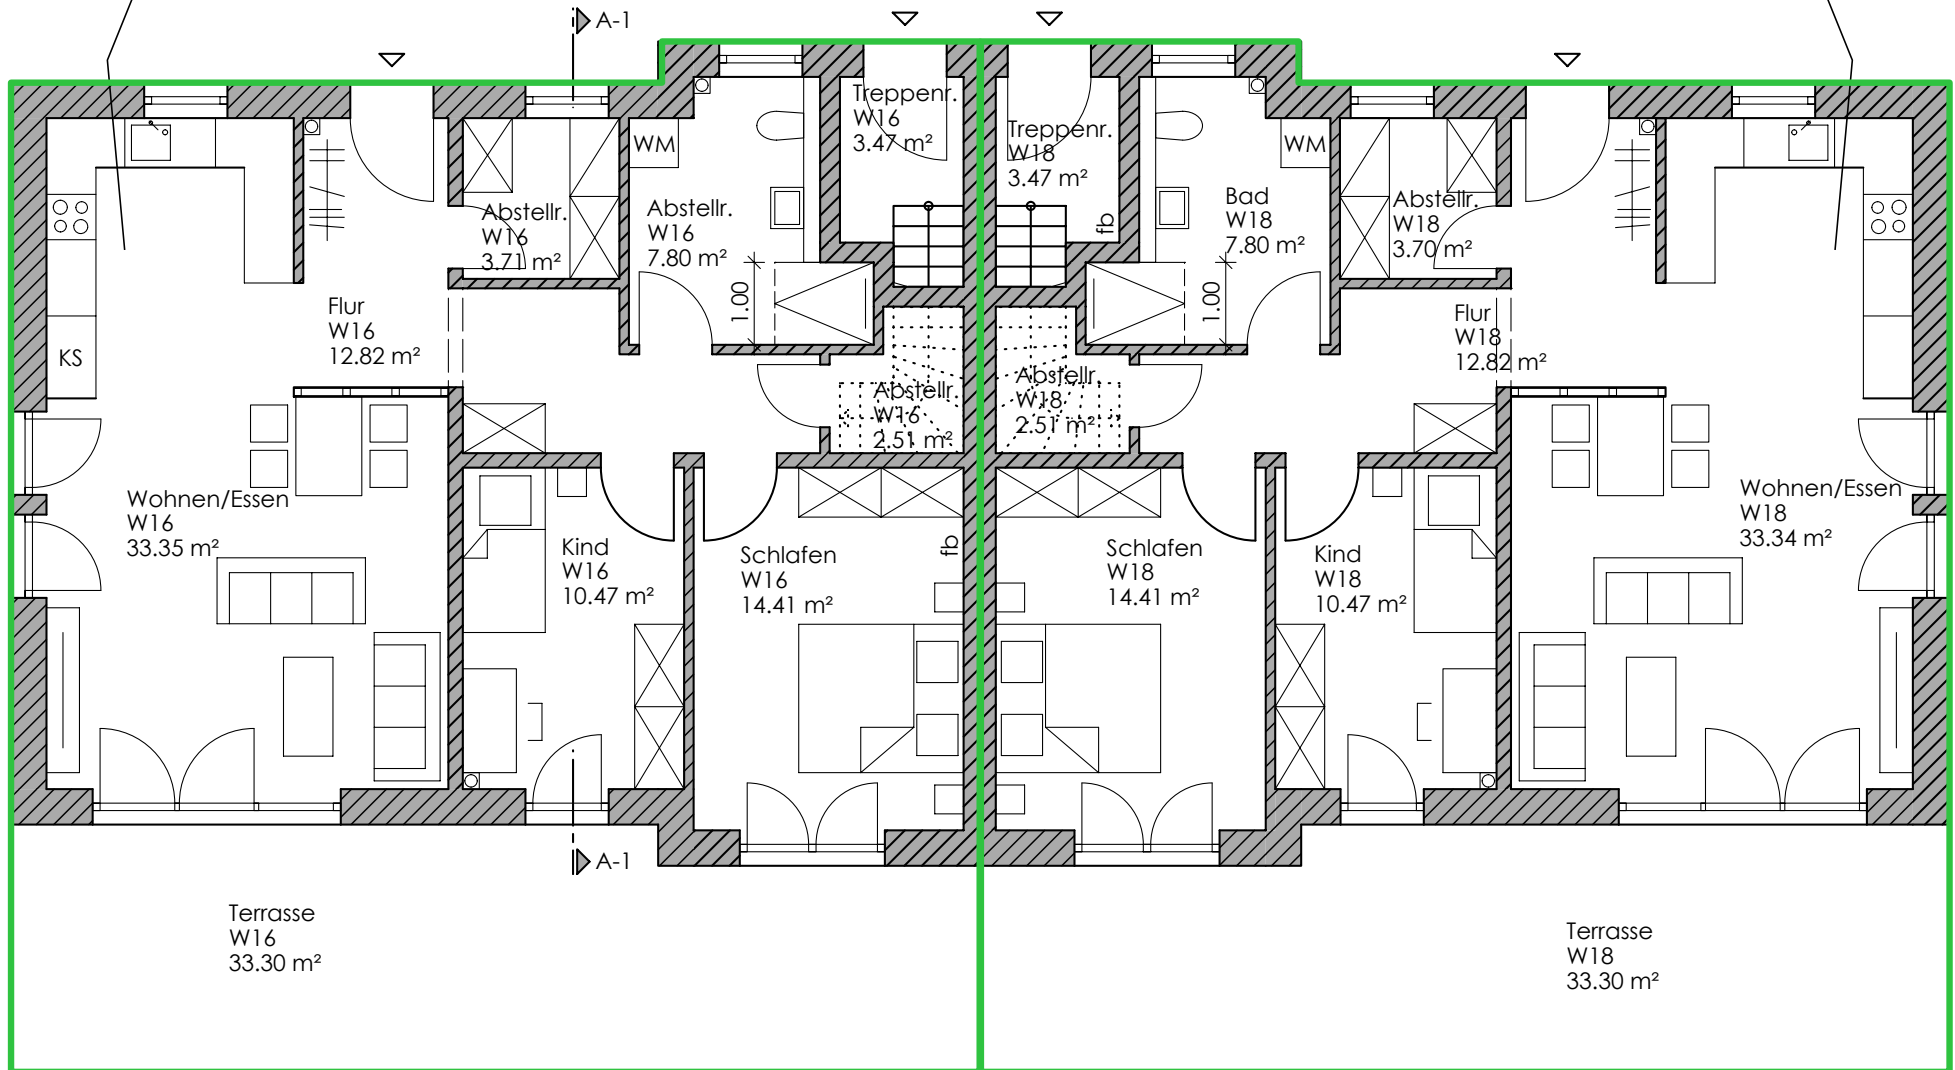 A-1
Treppenr.
W16
3.47 m²
Treppenr.
W18
3.47 m²
WM
WM
Abstellr.
W16
3.71 m²
Abstellr.
W16
7.80 m²
fb
Bad
W18
7.80 m²
Abstellr.
W18
3.70 m²
1.00
1.00
Flur
W16
12.82 m²
Flur
W18
12.82 m²
KS
Abstellr.
W16
2.51 m²
Abstellr.
W18
2.51 m²
Wohnen/Essen
W16
33.35 m²
Kind
W16
10.47 m²
Schlafen
W16
14.41 m²
fb
Schlafen
W18
14.41 m²
Kind
W18
10.47 m²
Wohnen/Essen
W18
33.34 m²
A-1
Terrasse
W16
33.30 m²
Terrasse
W18
33.30 m²